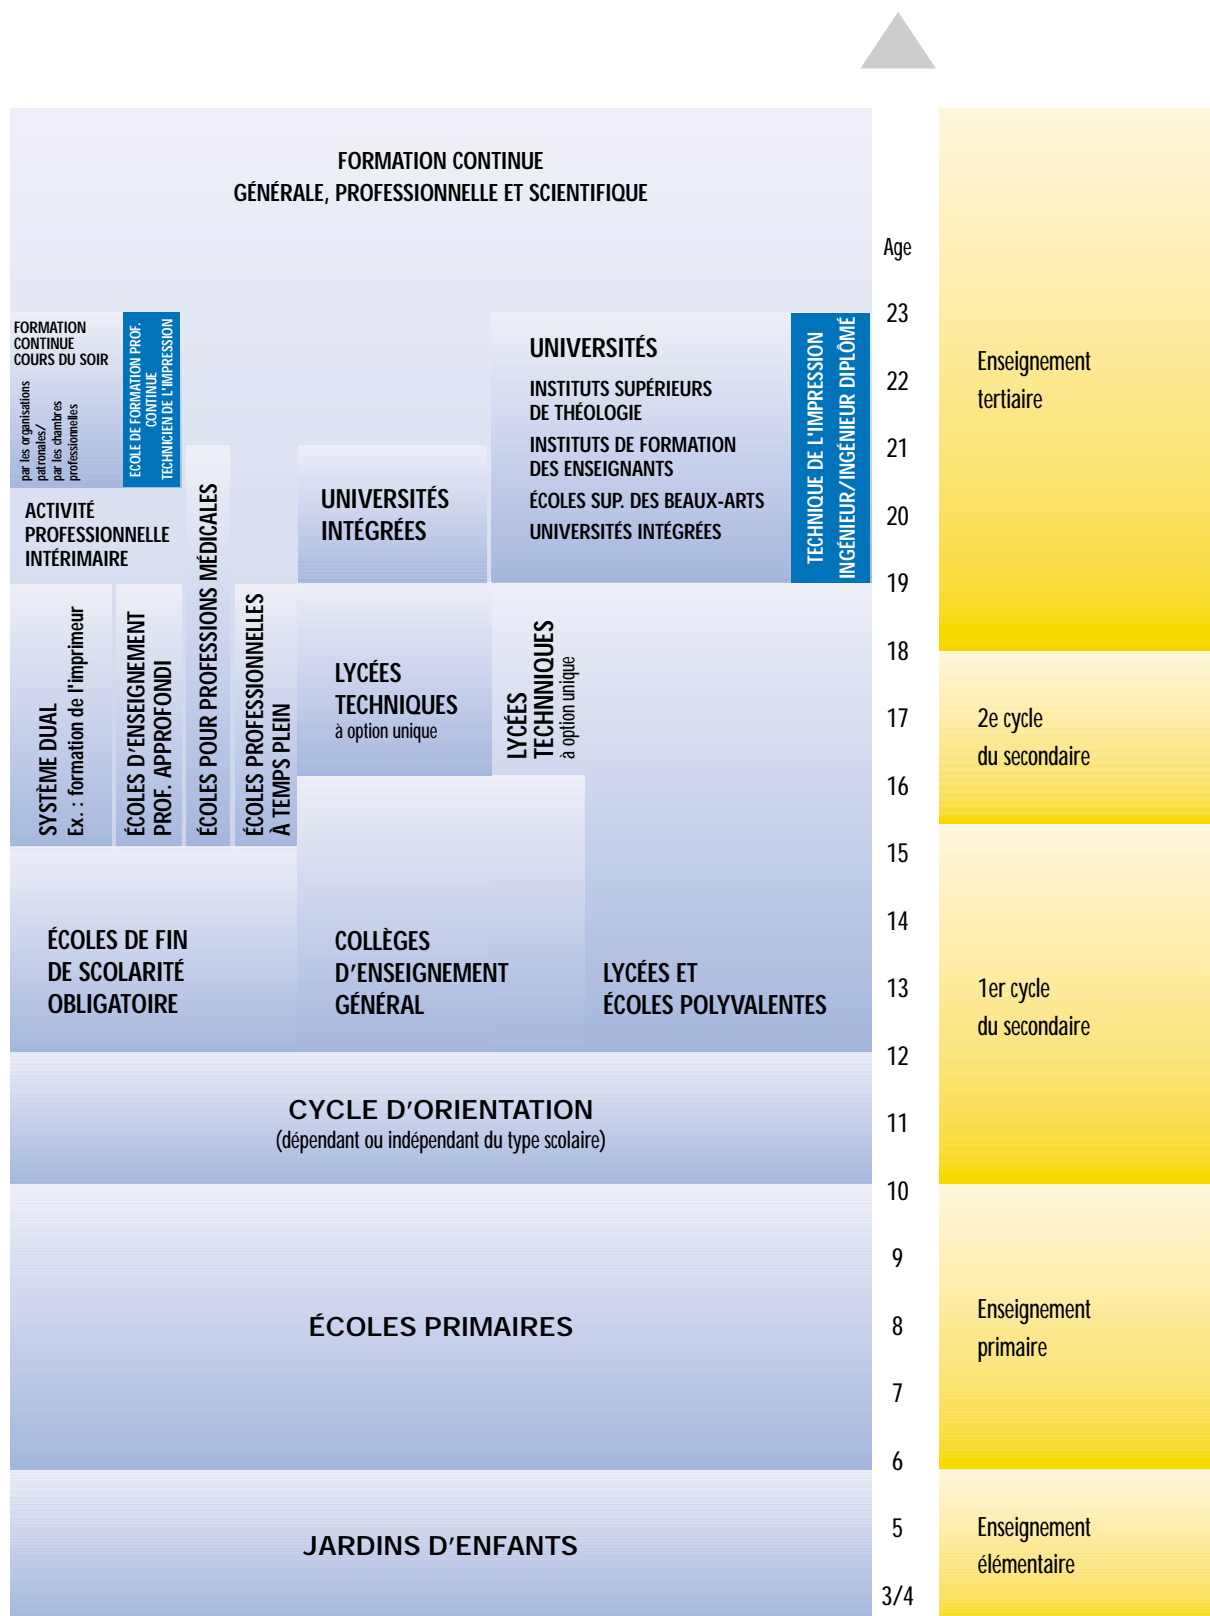 FORMATION CONTINUE
GÉNÉRALE, PROFESSIONNELLE ET SCIENTIFIQUE
Age
23
22
21
20
19
18
17
16
15
14
13
12
11
10
9
8
7
6
5
3/4
FORMATION
CONTINUE
COURS DU SOIR
par les organisations
patronales/
par les chambres
professionnelles
ECOLE DE FORMATION PROF.
CONTINUE
TECHNICIEN DE L'IMPRESSION
ACTIVITÉ
PROFESSIONNELLE
INTÉRIMAIRE
UNIVERSITÉS
INTÉGRÉES
UNIVERSITÉS
INSTITUTS SUPÉRIEURS
DE THÉOLOGIE
INSTITUTS DE FORMATION
DES ENSEIGNANTS
ÉCOLES SUP. DES BEAUX-ARTS
UNIVERSITÉS INTÉGRÉES
TECHNIQUE DE L'IMPRESSION
INGÉNIEUR/INGÉNIEUR DIPLÔMÉ
SYSTÈME DUAL
Ex. : formation de l'imprimeur
ÉCOLES D'ENSEIGNEMENT
PROF. APPROFONDI
ÉCOLES POUR PROFESSIONS MÉDICALES
ÉCOLES PROFESSIONNELLES
À TEMPS PLEIN
LYCÉES
TECHNIQUES
à option unique
LYCÉES
TECHNNIQUES
à option unique
ÉCOLES DE FIN
DE SCOLARITÉ
OBLIGATOIRE
COLLÈGES
D'ENSEIGNEMENT
GÉNÉRAL
LYCÉES ET
ÉCOLES POLYVALENTES
CYCLE D'ORIENTATION
(dépendant ou indépendant du type scolaire)
ÉCOLES PRIMAIRES
JARDINS D'ENFANTS
Enseignement
tertiaire
2e cycle
du secondaire
1er cycle
du secondaire
Enseignement
primaire
Enseignement
élémentaire